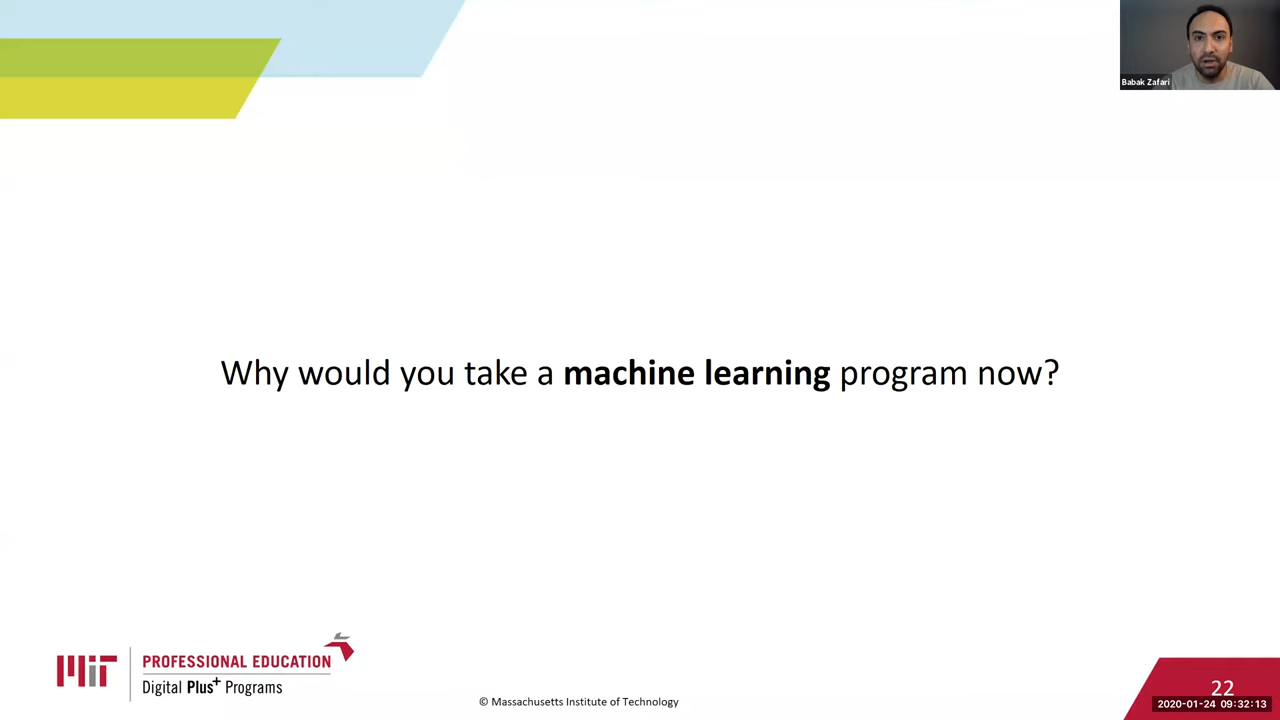 Babak Zafari
Why would you take a machine learning program now?
MIT
PROFESSIONAL EDUCATION
Digital Plus+ Programs
© Massachusetts Institute of Technology
22
2020-01-24 09:32:13